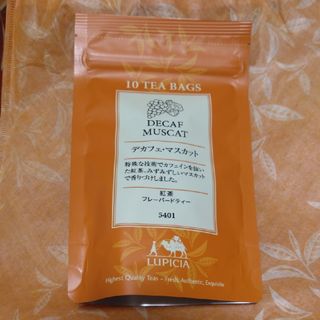 10 TEA BAGS
DECAF
MUSCAT
デカフェ・マスカット
特殊な技術でカフェインを抜い
た紅茶。みずみずしいマスカット
で香りづけしました。
紅茶
フレーバードティー
5401
LUPICIA
Highest Quality Teas – Fresh, Authentic, Exquisite